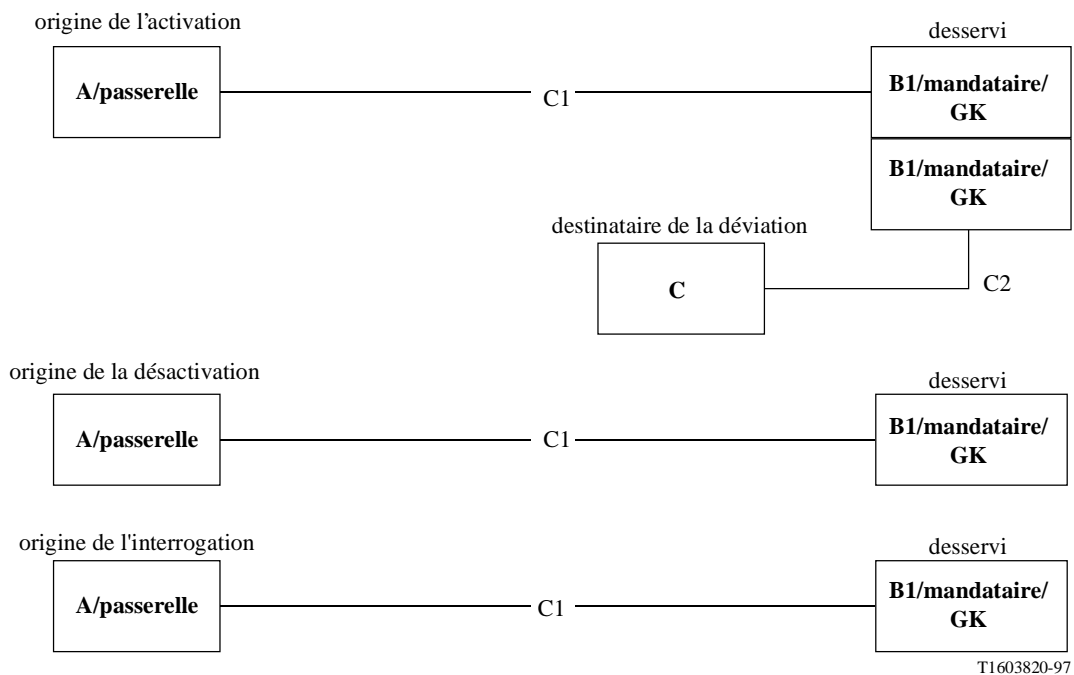 origine de l’activation
desservi
A/passerelle
C1
B1/mandataire/
GK
B1/mandataire/
GK
destinataire de la déviation
C
C2
origine de la désactivation
desservi
A/passerelle
C1
B1/mandataire/
GK
origine de l'interrogation
desservi
A/passerelle
C1
B1/mandataire/
GK
T1603820-97